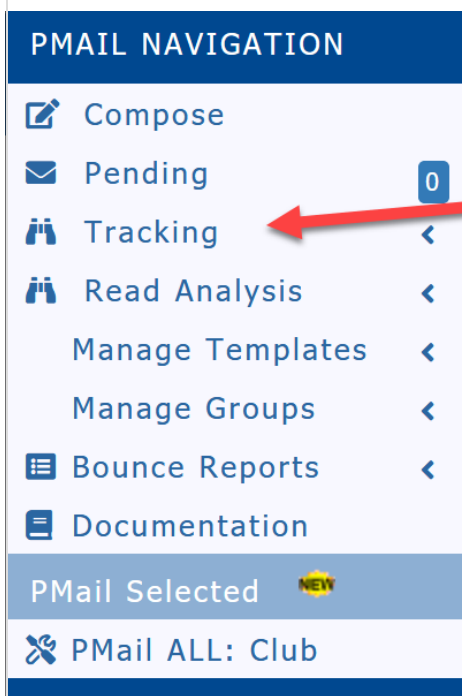 PMAIL NAVIGATION
Compose
Pending 0
Tracking
Read Analysis
Manage Templates
Manage Groups
Bounce Reports
Documentation
PMail Selected NEW
PMail ALL: Club